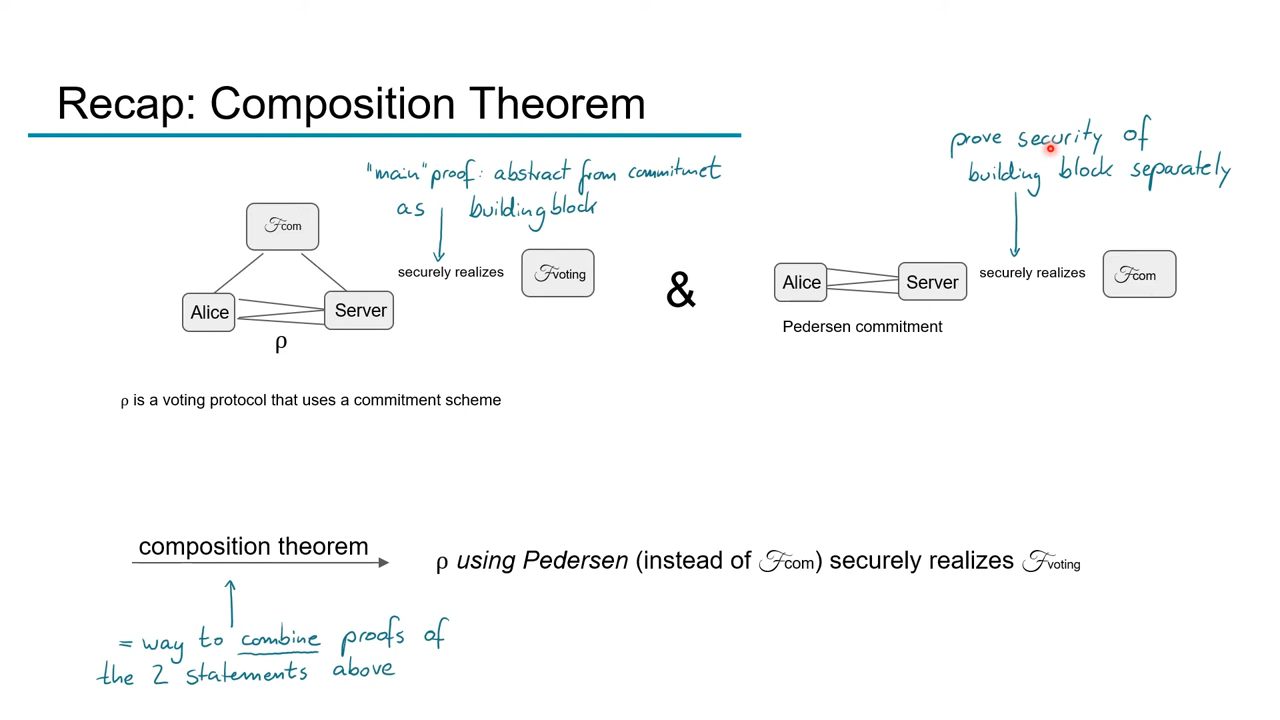 Recap: Composition Theorem
"main" proof: abstract from commitmet
as building block
prove security of
building block separately
Fcom
securely realizes
Fvoting
Alice
Server
ρ
&
Alice
Server
securely realizes
Fcom
Pedersen commitment
ρ is a voting protocol that uses a commitment scheme
composition theorem
ρ using Pedersen (instead of Fcom) securely realizes Fvoting
= way to combine proofs of
the 2 statements above